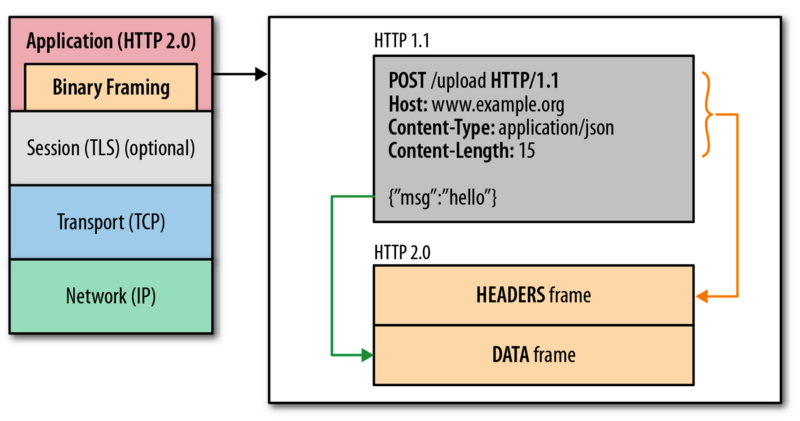 Application (HTTP 2.0)
Binary Framing
Session (TLS) (optional)
Transport (TCP)
Network (IP)
HTTP 1.1
POST /upload HTTP/1.1
Host: www.example.org
Content-Type: application/json
Content-Length: 15
{”msg”:”hello”}
HTTP 2.0
HEADERS frame
DATA frame